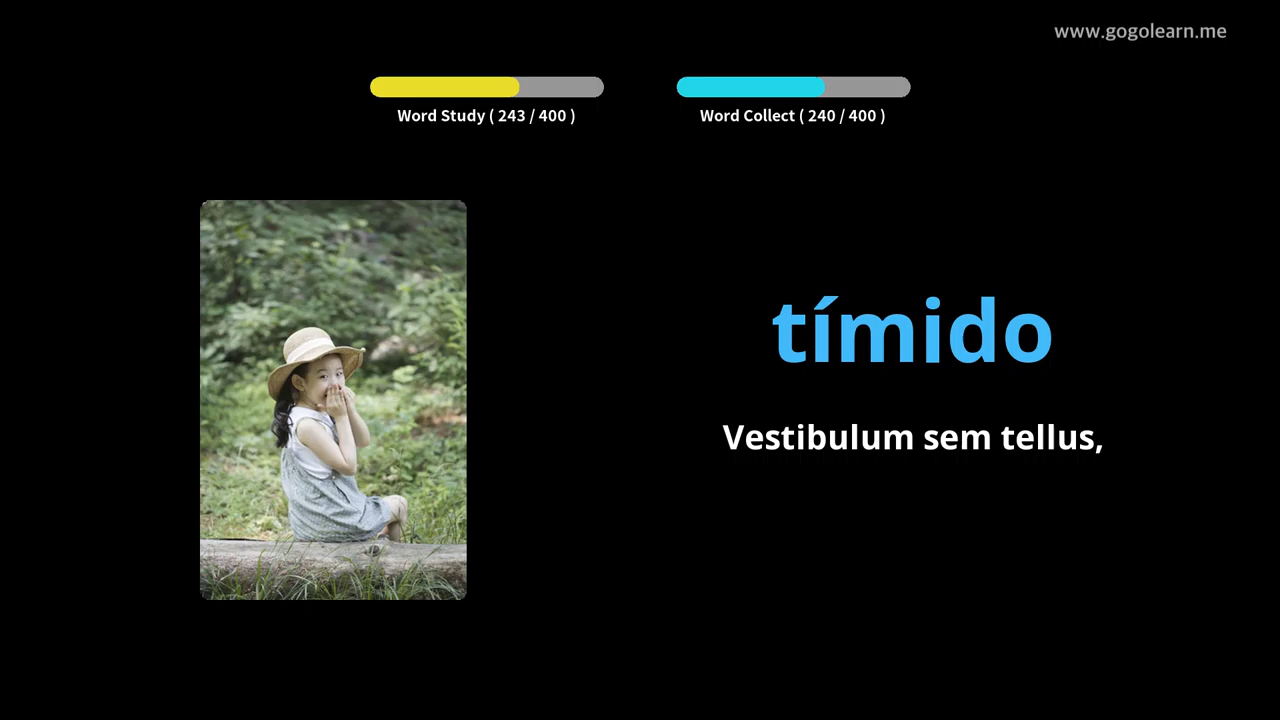 www.gogolearn.me
Word Study ( 243 / 400 )
Word Collect ( 240 / 400 )
tímido
Vestibulum sem tellus,